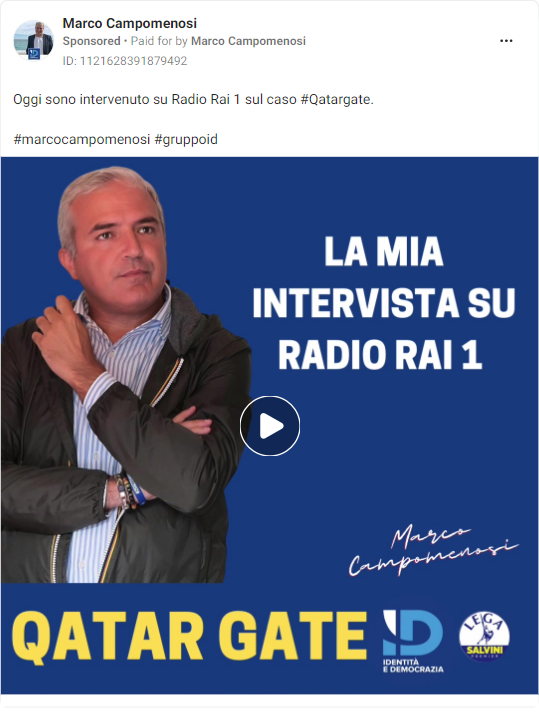 Marco Campomenosi
Sponsored • Paid for by Marco Campomenosi
ID: 1121628391879492
Oggi sono intervenuto su Radio Rai 1 sul caso #Qatargate.
#marcocampomenosi #gruppoid
LA MIA
INTERVISTA SU
RADIO RAI 1
Marco
Campomenosi
QATAR GATE
ID
IDENTITÀ
E DEMOCRAZIA
LEGA
SALVINI
PREMIER